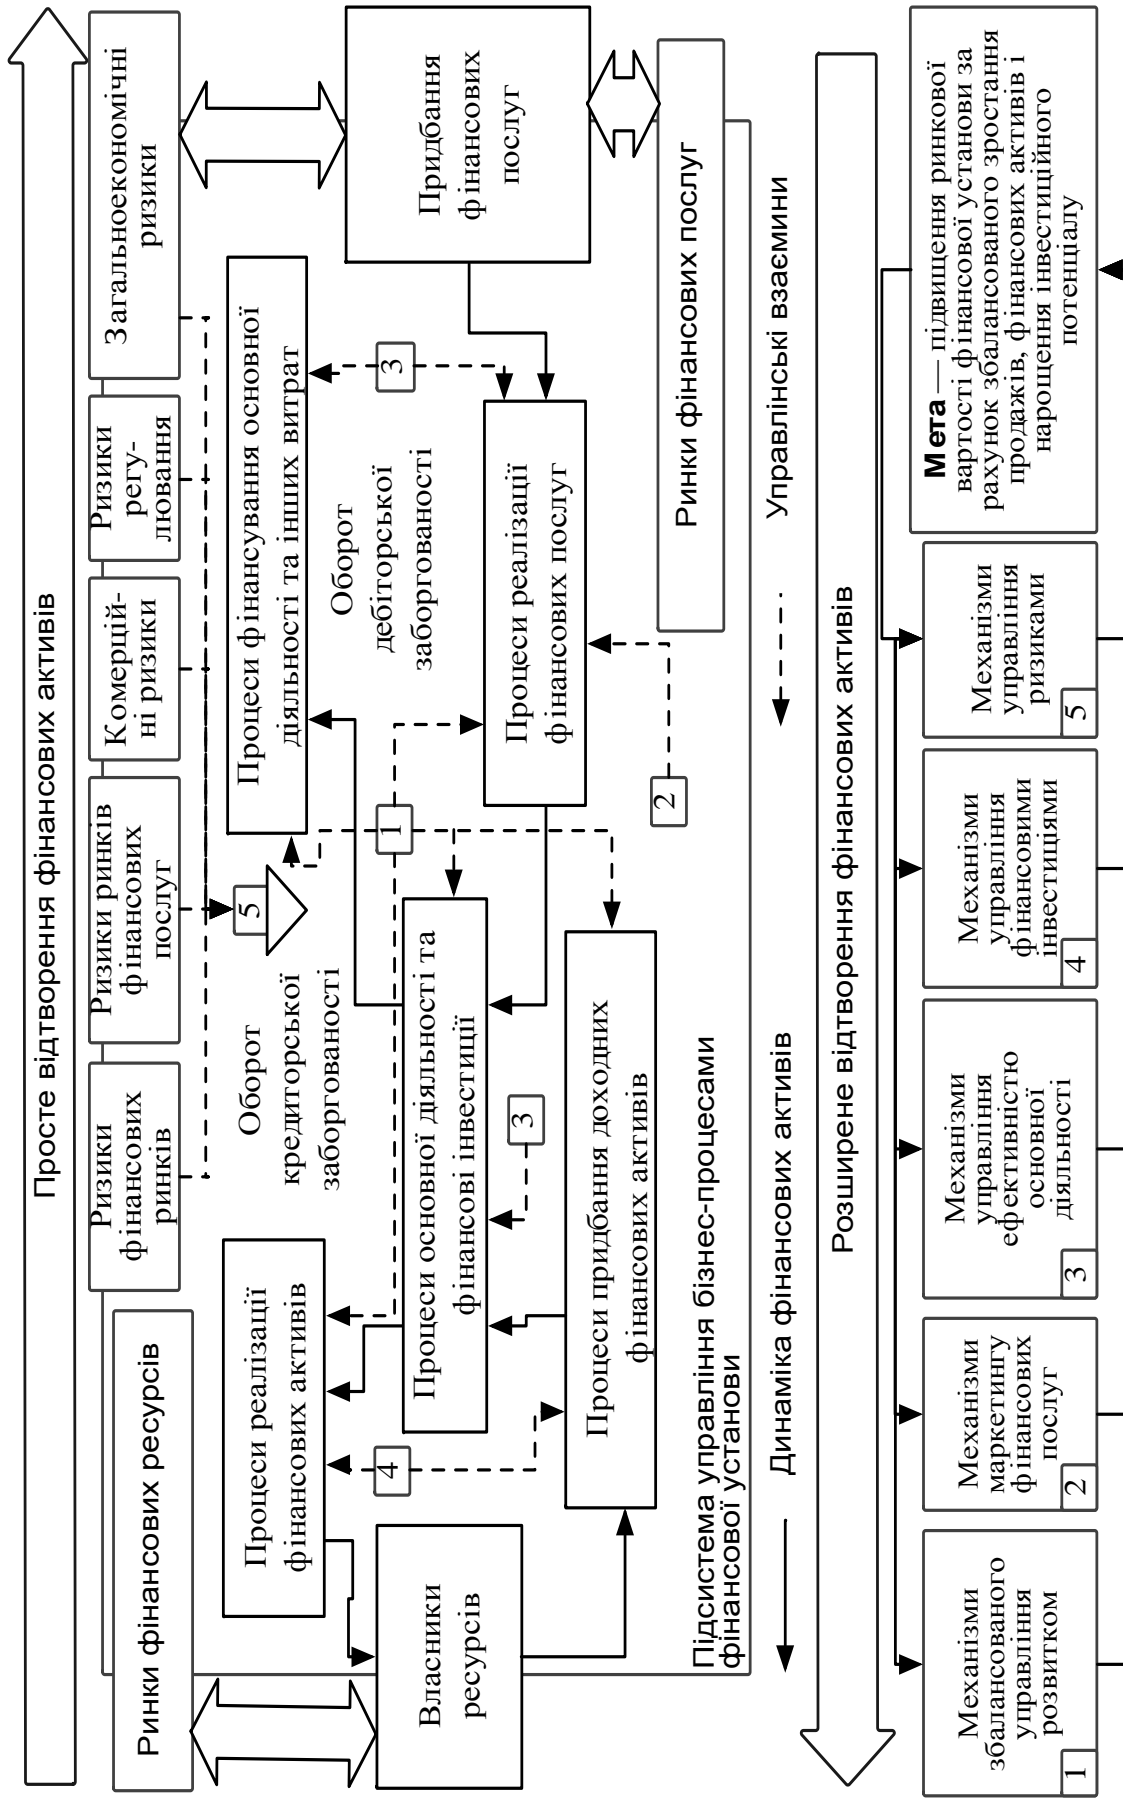 Просте відтворення фінансових активів
Ринки фінансових ресурсів
Ризики
фінансових
ринків
Ризики ринків
фінансових
послуг
Комерцій-
ні ризики
Ризики
регу-
лювання
Загальноекономічні
ризики
Процеси реалізації
фінансових активів
Оборот
кредиторської
заборгованості
5
Процеси фінансування основної
діяльності та інших витрат
4
1
Оборот
дебіторської
заборгованості
3
Власники
ресурсів
Процеси основної діяльності та
фінансові інвестиції
3
Процеси реалізації
фінансових послуг
Придбання
фінансових
послуг
Процеси придбання доходних
фінансових активів
2
Ринки фінансових послуг
Підсистема управління бізнес-процесами
фінансової установи
Динаміка фінансових активів
Управлінські взаємини
Розширене відтворення фінансових активів
Механізми
збалансованого
управління
розвитком
1
Механізми
маркетингу
фінансових
послуг
2
Механізми
управління
ефективністю
основної
діяльності
3
Механізми
управління
фінансовими
інвестиціями
4
Механізми
управління
ризиками
5
Мета — підвищення ринкової
вартості фінансової установи за
рахунок збалансованого зростання
продажів, фінансових активів і
нарощення інвестиційного
потенціалу